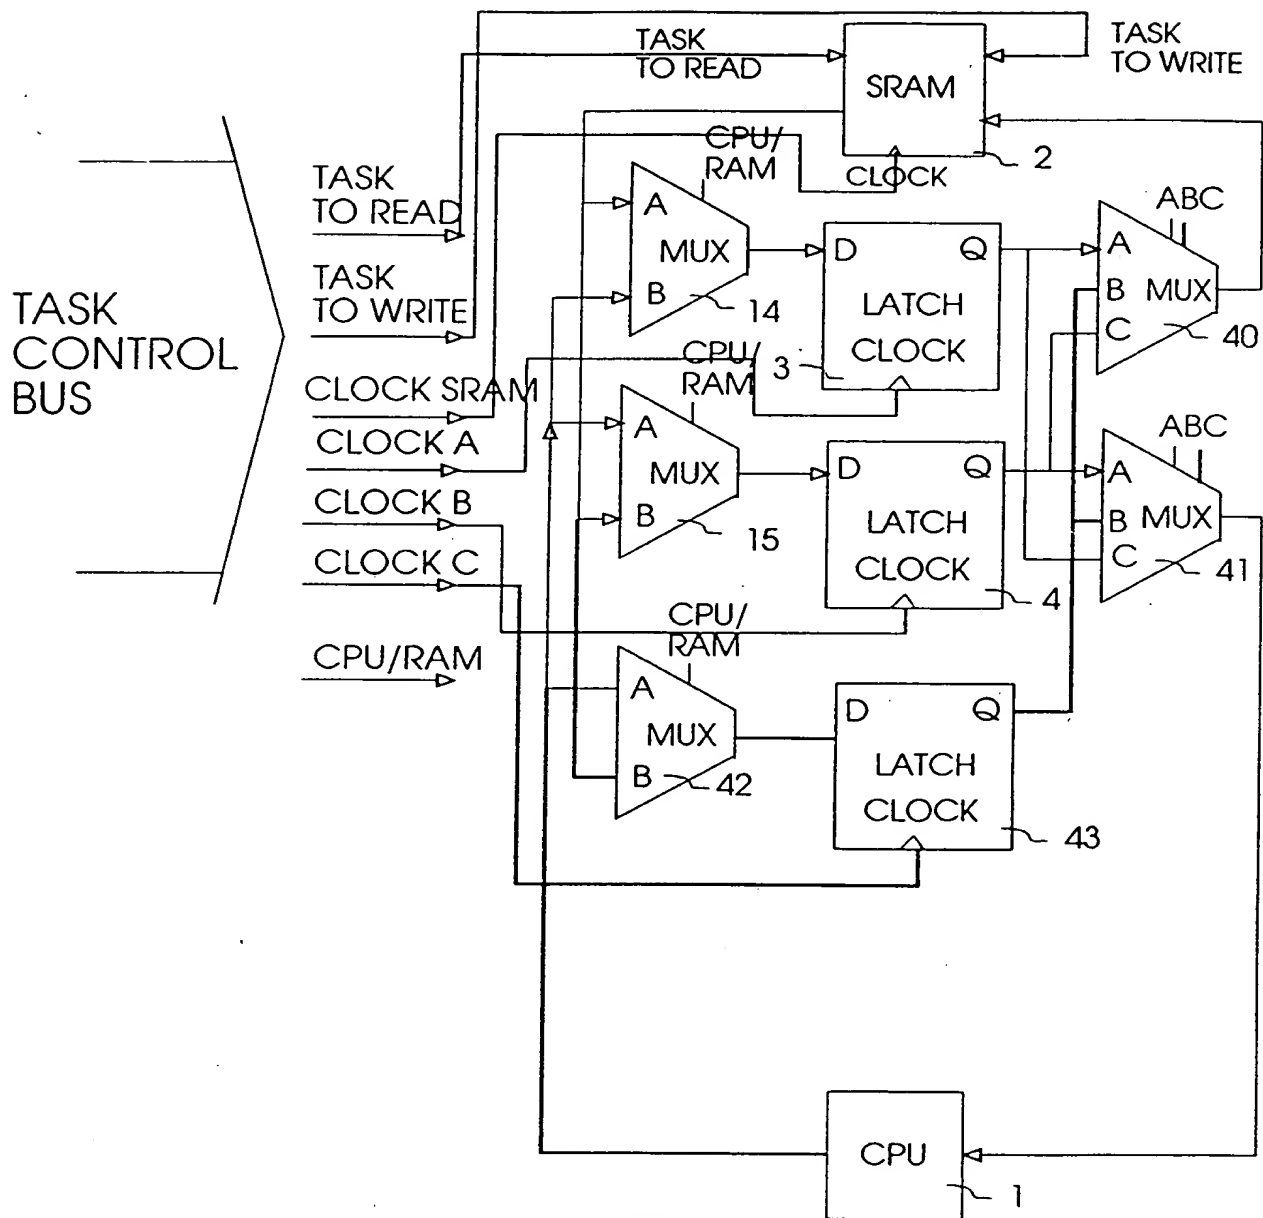 TASK
TO READ
TASK
TO WRITE
SRAM
2
CLOCK
TASK
CONTROL
BUS
TASK
TO READ
TASK
TO WRITE
CLOCK SRAM
CLOCK A
CLOCK B
CLOCK C
CPU/RAM
CPU/
RAM
A
MUX
B
14
D Q
LATCH
CLOCK
3
ABC
A
B MUX
C
40
CPU/
RAM
A
MUX
B
15
D Q
LATCH
CLOCK
4
ABC
A
B MUX
C
41
CPU/
RAM
A
MUX
B
42
D Q
LATCH
CLOCK
43
CPU
1